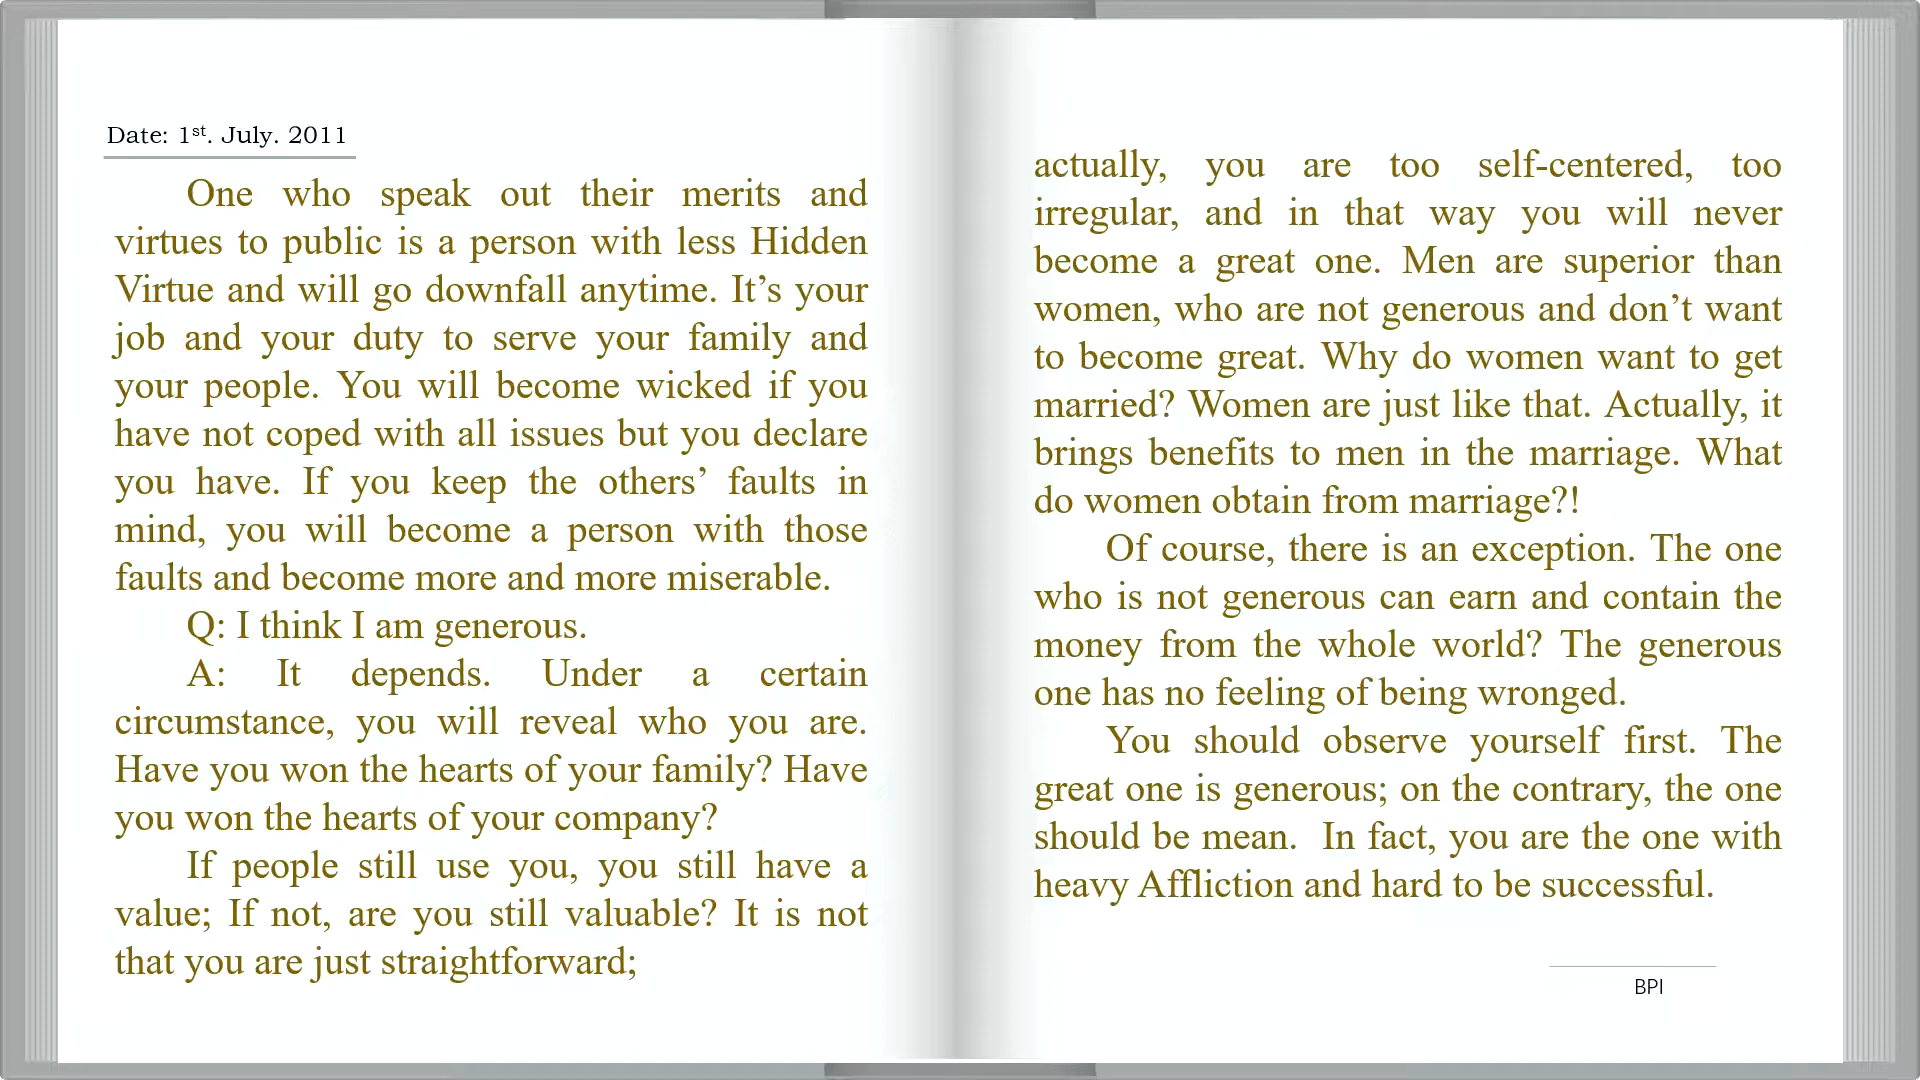 Date: 1st. July. 2011
One who speak out their merits and
virtues to public is a person with less Hidden
Virtue and will go downfall anytime. It’s your
job and your duty to serve your family and
your people. You will become wicked if you
have not coped with all issues but you declare
you have. If you keep the others’ faults in
mind, you will become a person with those
faults and become more and more miserable.
Q: I think I am generous.
A: It depends. Under a certain
circumstance, you will reveal who you are.
Have you won the hearts of your family? Have
you won the hearts of your company?
If people still use you, you still have a
value; If not, are you still valuable? It is not
that you are just straightforward;
actually, you are too self-centered, too
irregular, and in that way you will never
become a great one. Men are superior than
women, who are not generous and don’t want
to become great. Why do women want to get
married? Women are just like that. Actually, it
brings benefits to men in the marriage. What
do women obtain from marriage?!
Of course, there is an exception. The one
who is not generous can earn and contain the
money from the whole world? The generous
one has no feeling of being wronged.
You should observe yourself first. The
great one is generous; on the contrary, the one
should be mean. In fact, you are the one with
heavy Affliction and hard to be successful.
BPI